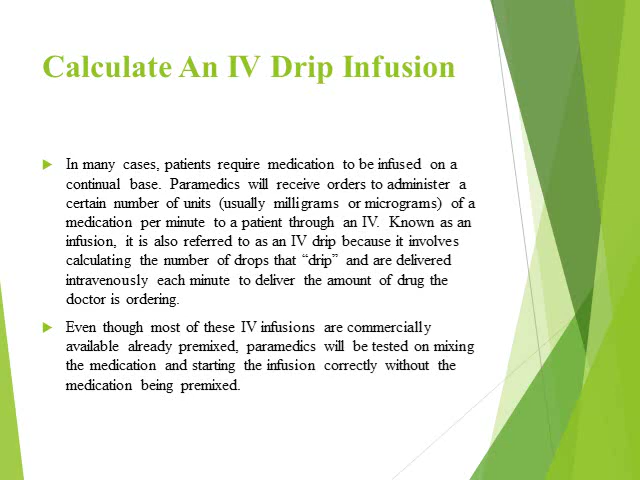 Calculate An IV Drip Infusion
In many cases, patients require medication to be infused on a
continual base. Paramedics will receive orders to administer a
certain number of units (usually milligrams or micrograms) of a
medication per minute to a patient through an IV. Known as an
infusion, it is also referred to as an IV drip because it involves
calculating the number of drops that “drip” and are delivered
intravenously each minute to deliver the amount of drug the
doctor is ordering.
Even though most of these IV infusions are commercially
available already premixed, paramedics will be tested on mixing
the medication and starting the infusion correctly without the
medication being premixed.